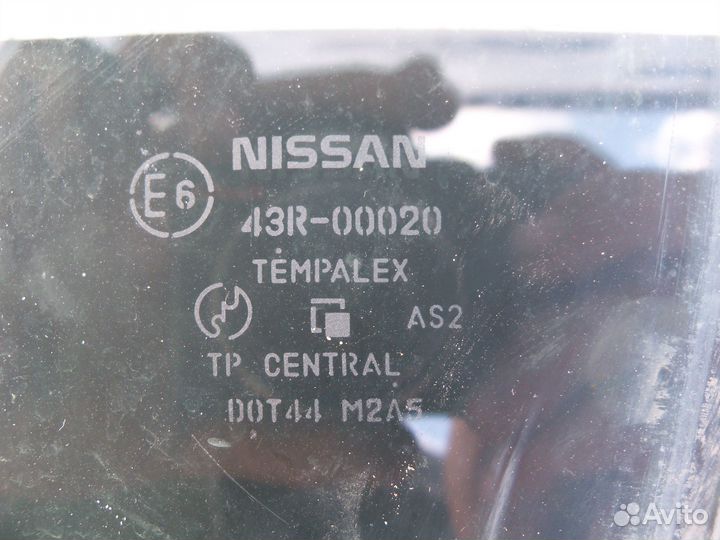 NISSAN
E6 43R-00020
TEMPALEX
AS2
TP CENTRAL
DOT44 M2A5
Avito